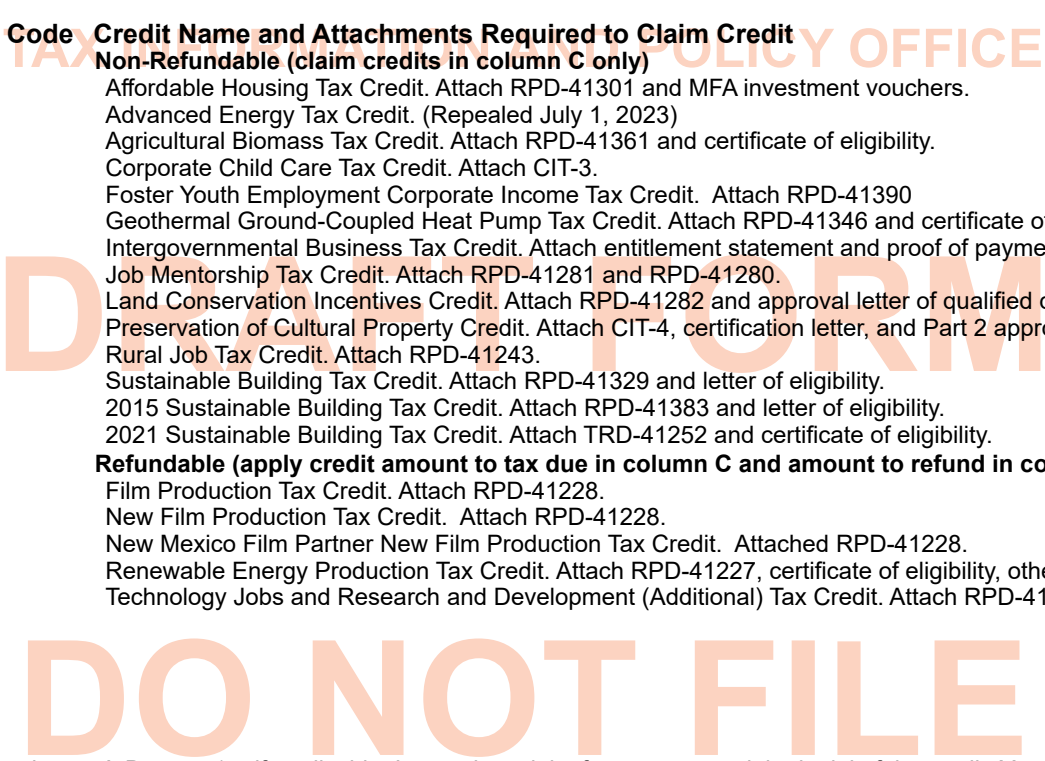 TAX INFORMATION AND POLICY OFFICE
Code Credit Name and Attachments Required to Claim Credit
Non-Refundable (claim credits in column C only)
Affordable Housing Tax Credit. Attach RPD-41301 and MFA investment vouchers.
Advanced Energy Tax Credit. (Repealed July 1, 2023)
Agricultural Biomass Tax Credit. Attach RPD-41361 and certificate of eligibility.
Corporate Child Care Tax Credit. Attach CIT-3.
Foster Youth Employment Corporate Income Tax Credit. Attach RPD-41390
Geothermal Ground-Coupled Heat Pump Tax Credit. Attach RPD-41346 and certificate
Intergovernmental Business Tax Credit. Attach entitlement statement and proof of
Job Mentorship Tax Credit. Attach RPD-41281 and RPD-41280.
Land Conservation Incentives Credit. Attach RPD-41282 and approval letter of qualified
Preservation of Cultural Property Credit. Attach CIT-4, certification letter, and Part 2
Rural Job Tax Credit. Attach RPD-41243.
Sustainable Building Tax Credit. Attach RPD-41329 and letter of eligibility.
2015 Sustainable Building Tax Credit. Attach RPD-41383 and letter of eligibility.
2021 Sustainable Building Tax Credit. Attach TRD-41252 and certificate of eligibility.
DRAFT FORM
Refundable (apply credit amount to tax due in column C and amount to refund in
Film Production Tax Credit. Attach RPD-41228.
New Film Production Tax Credit. Attach RPD-41228.
New Mexico Film Partner New Film Production Tax Credit. Attached RPD-41228.
Renewable Energy Production Tax Credit. Attach RPD-41227, certificate of eligibility,
Technology Jobs and Research and Development (Additional) Tax Credit. Attach RPD-41
DO NOT FILE